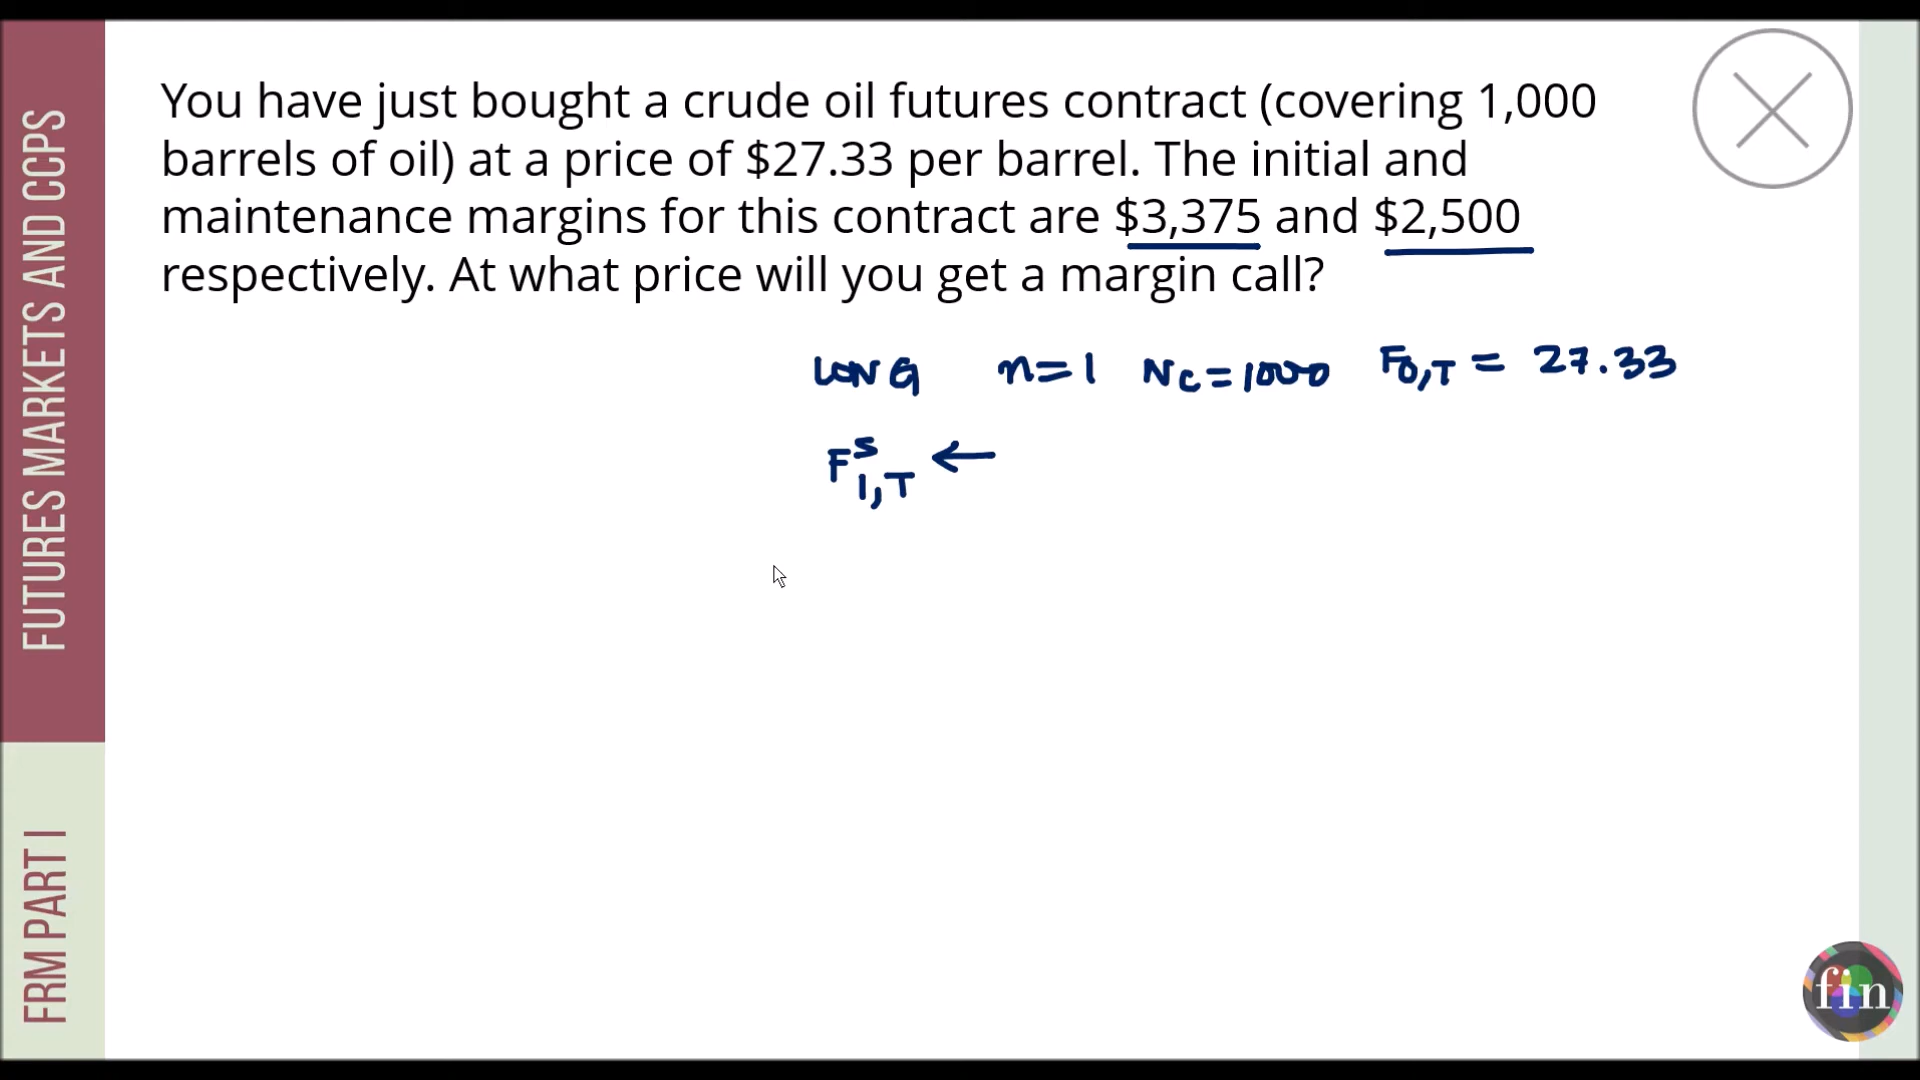 FUTURES MARKETS AND CCPS
FRM PART I
You have just bought a crude oil futures contract (covering 1,000
barrels of oil) at a price of $27.33 per barrel. The initial and
maintenance margins for this contract are $3,375 and $2,500
respectively. At what price will you get a margin call?
LONG n=1 Nc=1000 F0,T = 27.33
F^S 1,T ←
fin